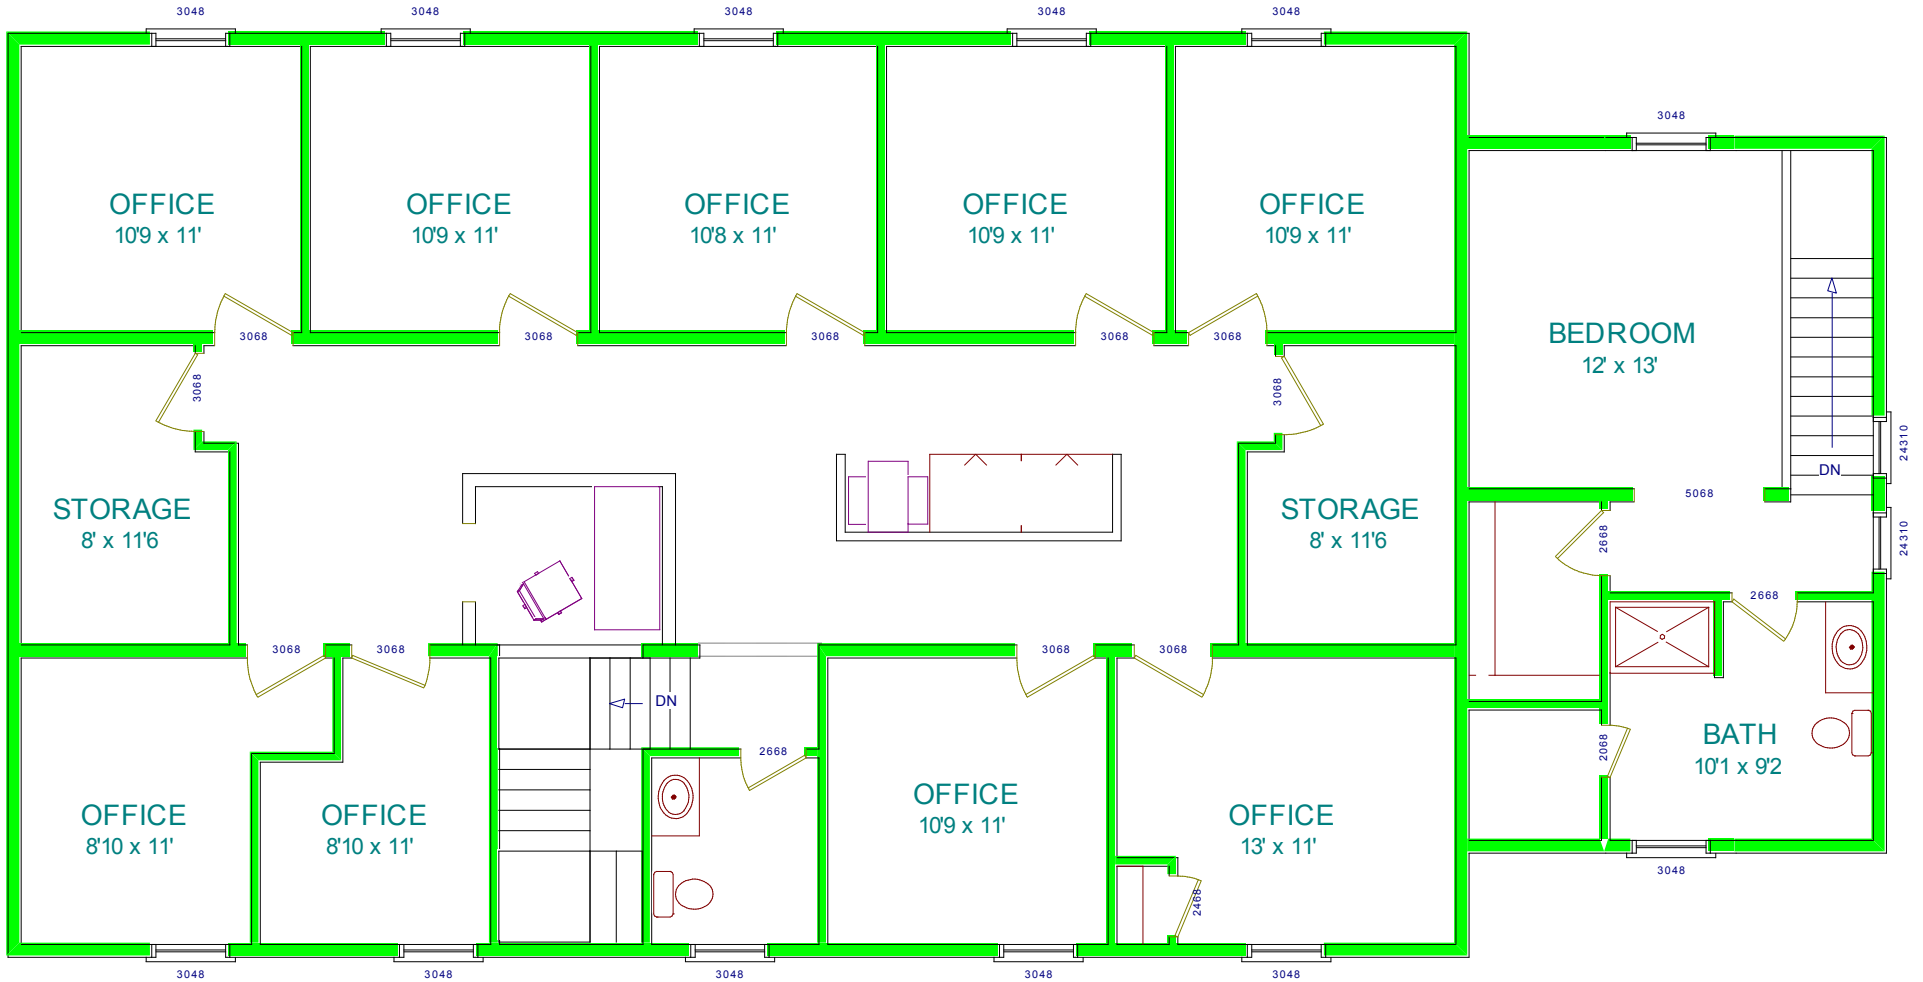 3048
3048
3048
3048
3048
3048
OFFICE
10'9 x 11'
OFFICE
10'9 x 11'
OFFICE
10'8 x 11'
OFFICE
10'9 x 11'
OFFICE
10'9 x 11'
BEDROOM
12' x 13'
3068
3068
3068
3068
3068
3068
3068
24310
DN
5068
STORAGE
8' x 11'6
STORAGE
8' x 11'6
2668
24310
2668
3068
3068
3068
3068
DN
2668
2068
BATH
10'1 x 9'2
OFFICE
8'10 x 11'
OFFICE
8'10 x 11'
OFFICE
10'9 x 11'
OFFICE
13' x 11'
2468
3048
3048
3048
3048
3048
3048